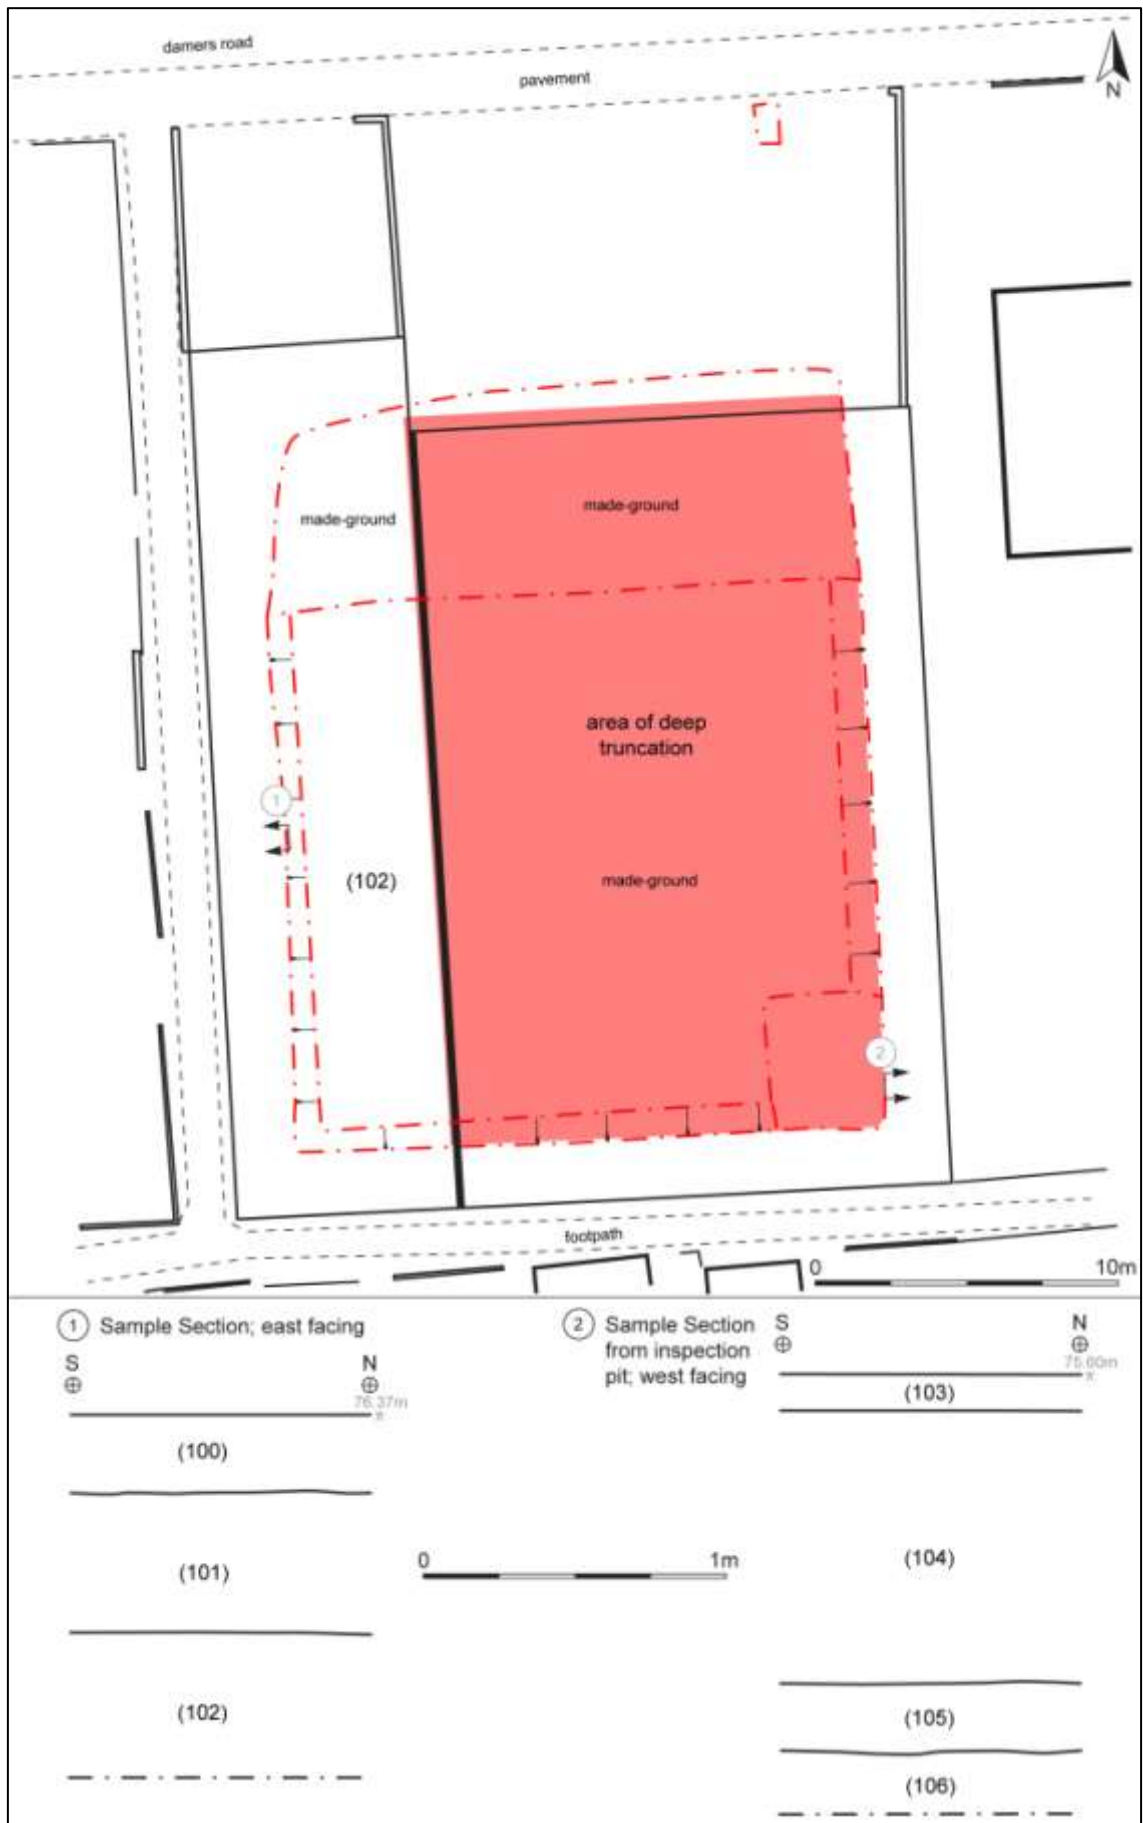 damers road
pavement
N
made-ground
made-ground
area of deep
truncation
1
(102)
made-ground
2
footpath
0 10m
1 Sample Section; east facing
S N
76.37m
(100)
(101)
(102)
0 1m
2 Sample Section
from inspection
pit; west facing
S N
75.60m
(103)
(104)
(105)
(106)